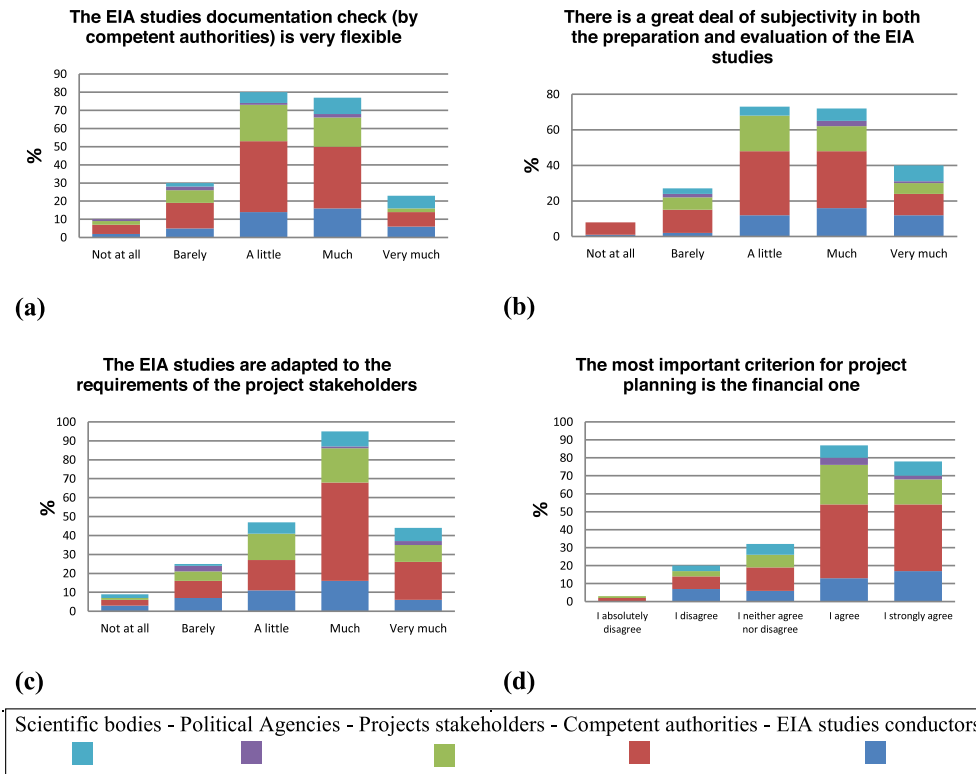 The EIA studies documentation check (by
competent authorities) is very flexible
90
80
70
60
50
40
30
20
10
0
%
Not at all Barely A little Much Very much
(a)
There is a great deal of subjectivity in both
the preparation and evaluation of the EIA
studies
80
60
40
20
0
%
Not at all Barely A little Much Very much
(b)
The EIA studies are adapted to the
requirements of the project stakeholders
100
90
80
70
60
50
40
30
20
10
0
%
Not at all Barely A little Much Very much
(c)
The most important criterion for project
planning is the financial one
100
90
80
70
60
50
40
30
20
10
0
%
I absolutely disagree I disagree I neither agree nor disagree I agree I strongly agree
(d)
Scientific bodies - Political Agencies - Projects stakeholders - Competent authorities - EIA studies conductors